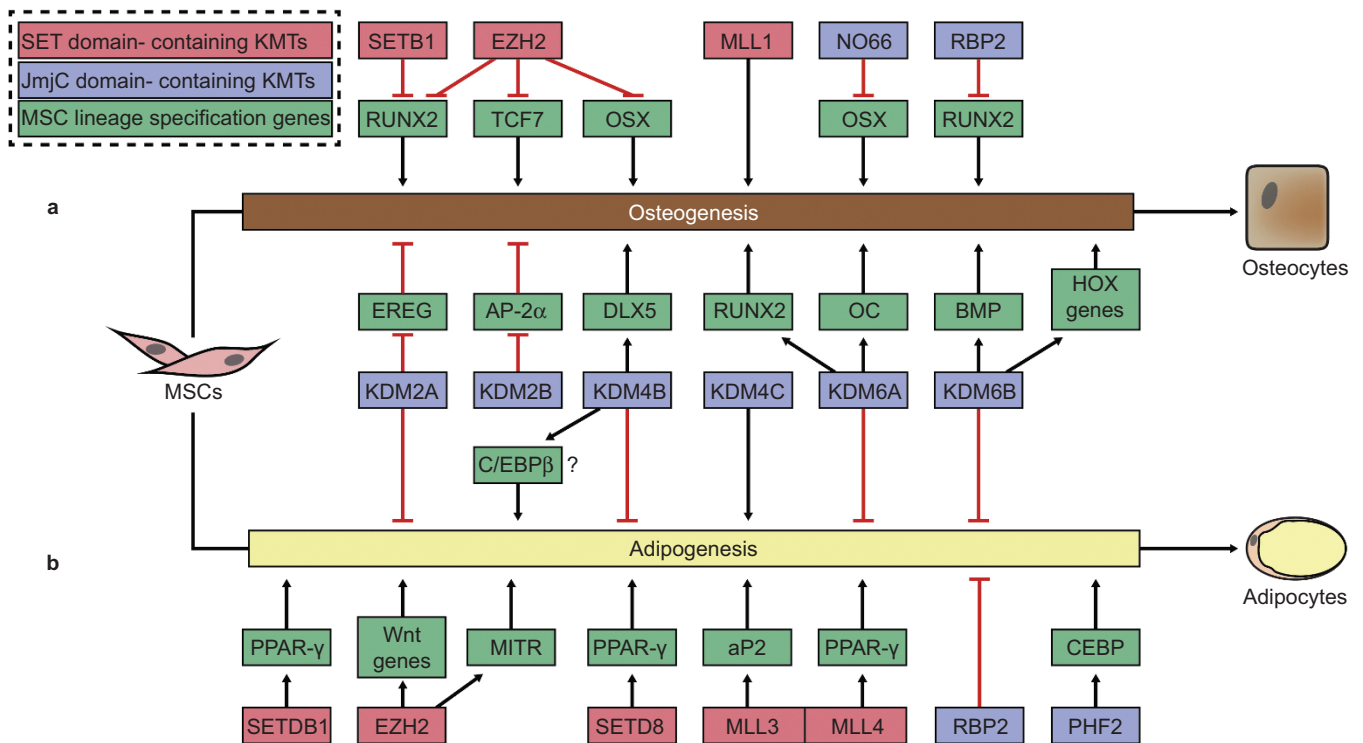 SET domain- containing KMTs
JmjC domain- containing KMTs
MSC lineage specification genes
SETB1
EZH2
MLL1
NO66
RBP2
RUNX2
TCF7
OSX
OSX
RUNX2
a
Osteogenesis
Osteocytes
EREG
AP-2α
DLX5
RUNX2
OC
BMP
HOX
genes
MSCs
KDM2A
KDM2B
KDM4B
KDM4C
KDM6A
KDM6B
C/EBPβ ?
Adipogenesis
b
Adipocytes
PPAR-γ
Wnt
genes
MITR
PPAR-γ
aP2
PPAR-γ
CEBP
SETDB1
EZH2
SETD8
MLL3
MLL4
RBP2
PHF2